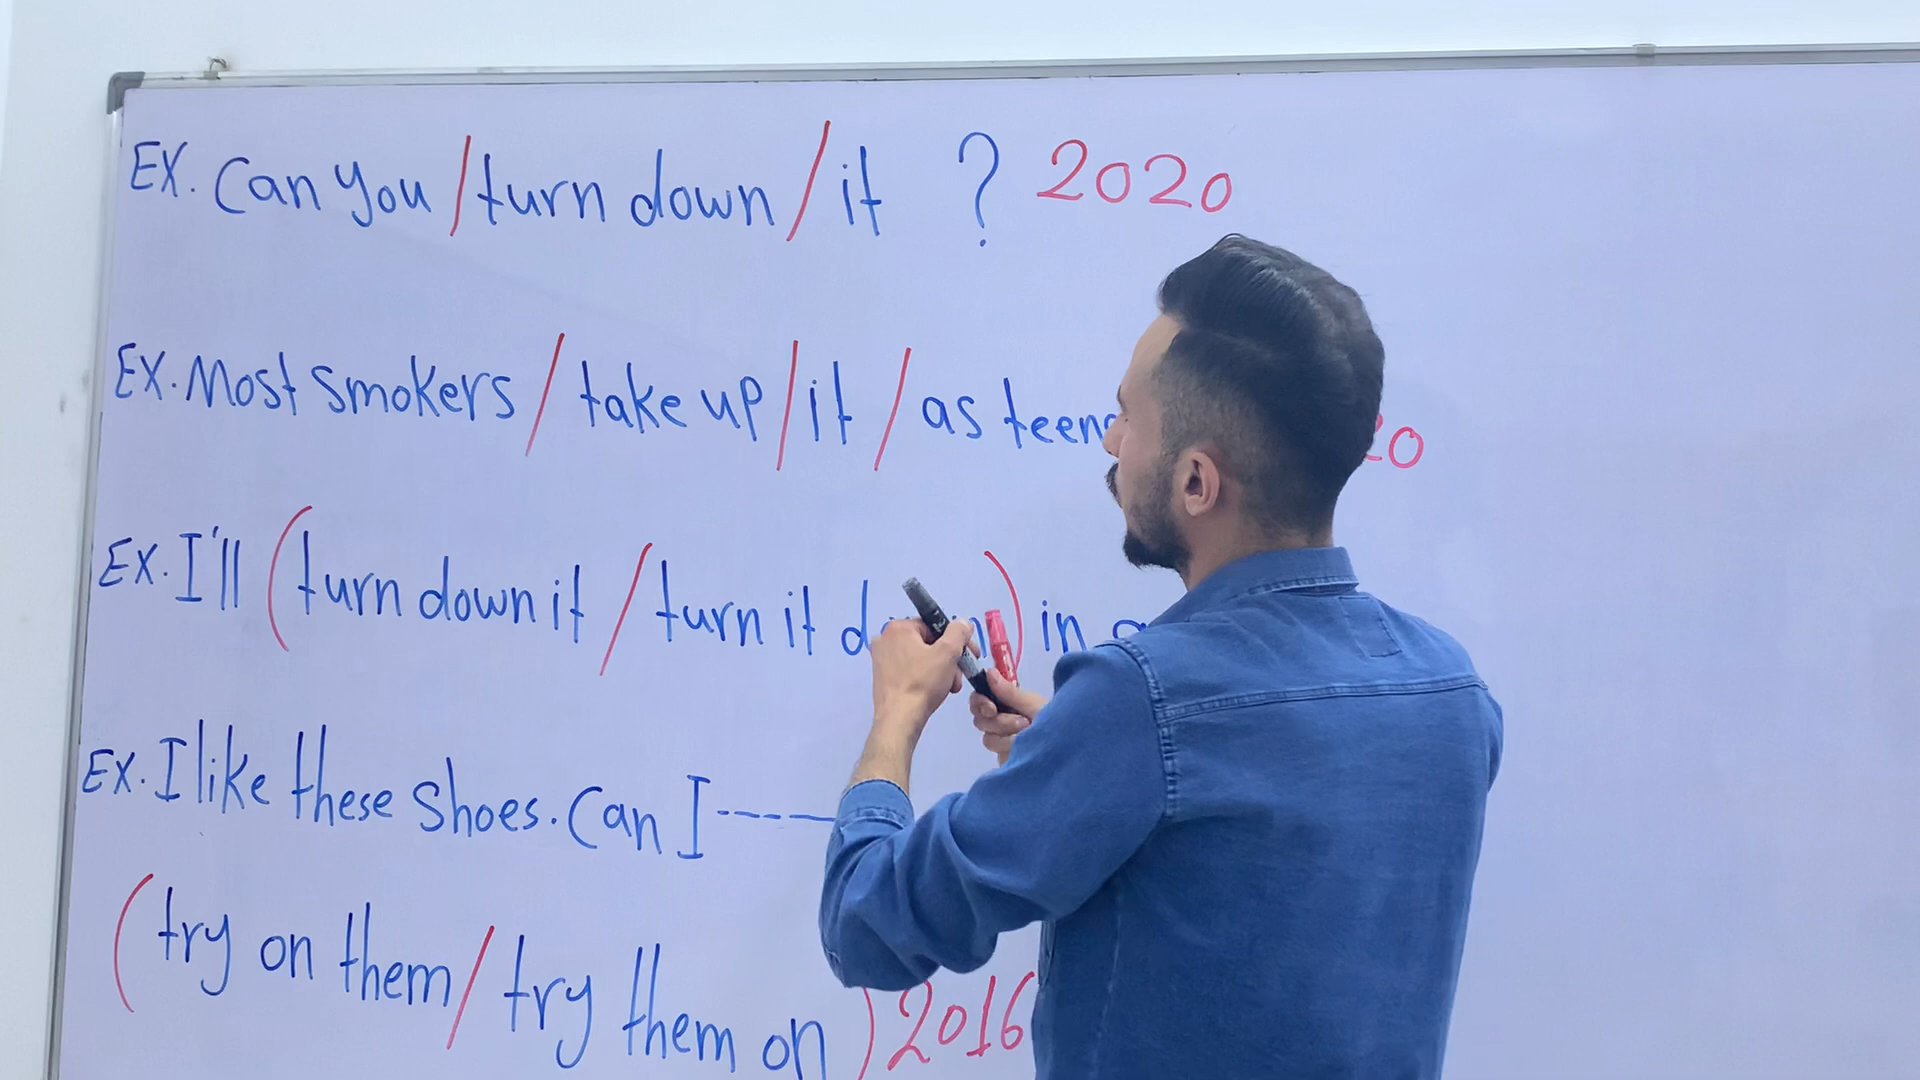 EX. Can you / turn down / it ? 2020
EX. Most smokers / take up / it / as
EX. I'll ( turn down it / turn it down ) in
EX. I like these shoes. Can I -----
( try on them / try them on ) 2016